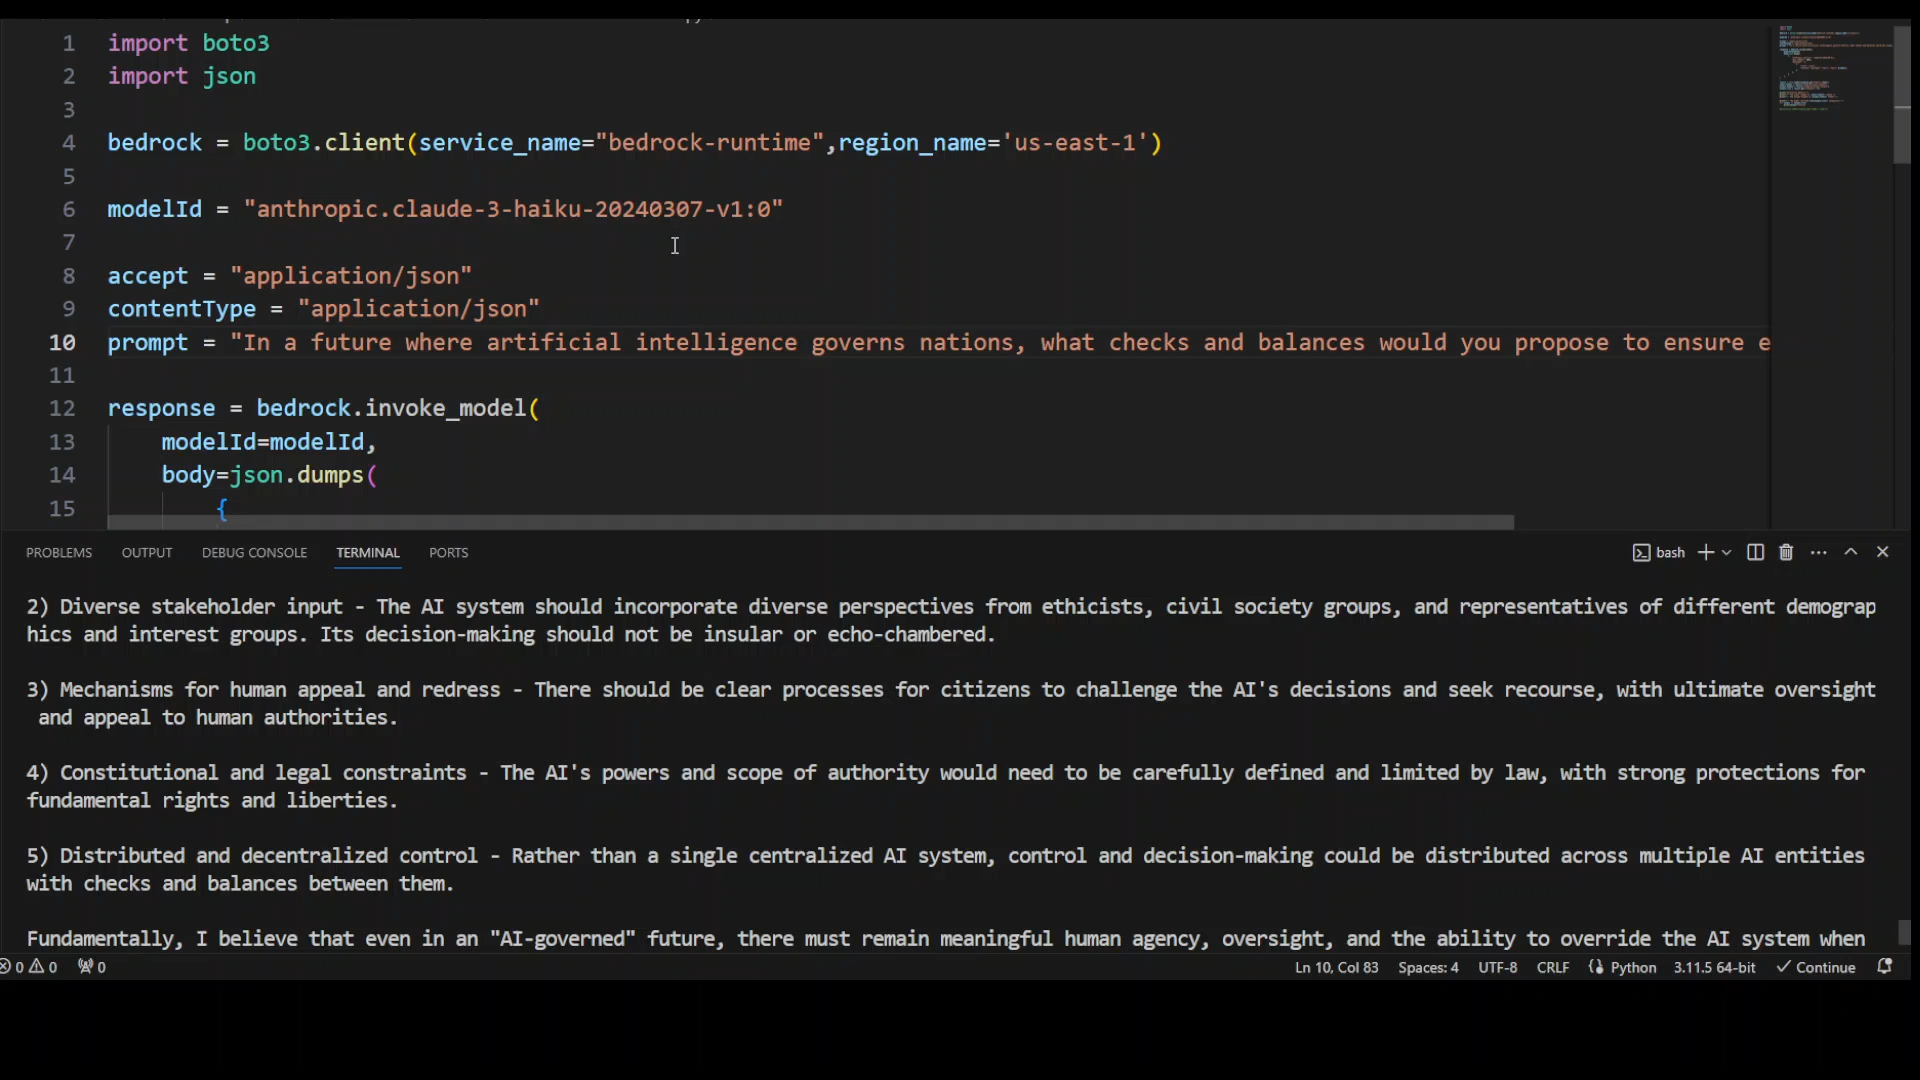 1 import boto3
2 import json
3
4 bedrock = boto3.client(service_name="bedrock-runtime",region_name='us-east-1')
5
6 modelId = "anthropic.claude-3-haiku-20240307-v1:0"
7
8 accept = "application/json"
9 contentType = "application/json"
10 prompt = "In a future where artificial intelligence governs nations, what checks and balances would you propose to ensure e
11
12 response = bedrock.invoke_model(
13 modelId=modelId,
14 body=json.dumps(
15 {
PROBLEMS OUTPUT DEBUG CONSOLE TERMINAL PORTS bash
2) Diverse stakeholder input - The AI system should incorporate diverse perspectives from ethicists, civil society groups, and representatives of different demograp
hics and interest groups. Its decision-making should not be insular or echo-chambered.
3) Mechanisms for human appeal and redress - There should be clear processes for citizens to challenge the AI's decisions and seek recourse, with ultimate oversight
and appeal to human authorities.
4) Constitutional and legal constraints - The AI's powers and scope of authority would need to be carefully defined and limited by law, with strong protections for
fundamental rights and liberties.
5) Distributed and decentralized control - Rather than a single centralized AI system, control and decision-making could be distributed across multiple AI entities
with checks and balances between them.
Fundamentally, I believe that even in an "AI-governed" future, there must remain meaningful human agency, oversight, and the ability to override the AI system when
0 0 0 Ln 10, Col 83 Spaces: 4 UTF-8 CRLF Python 3.11.5 64-bit Continue